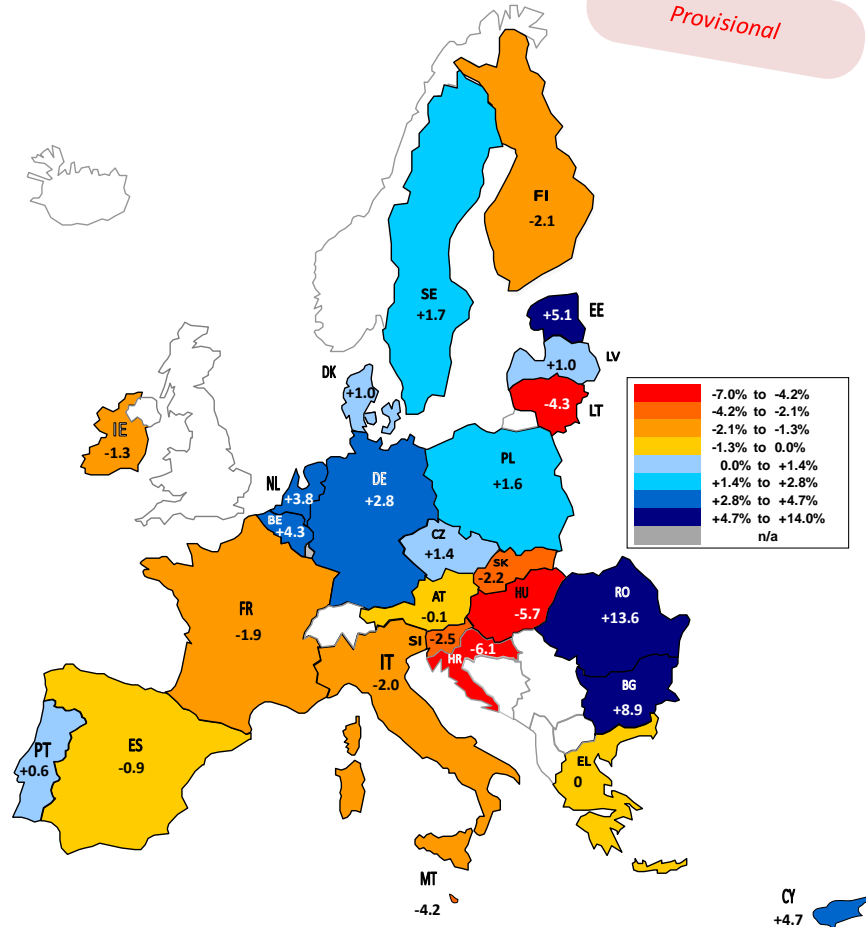 Provisional
FI
-2.1
SE
+1.7
+5.1
EE
LV
+1.0
DK
+1.0
-4.3
LT
IE
-1.3
-7.0% to -4.2%
-4.2% to -2.1%
-2.1% to -1.3%
-1.3% to 0.0%
0.0% to +1.4%
+1.4% to +2.8%
+2.8% to +4.7%
+4.7% to +14.0%
n/a
PL
+1.6
DE
+2.8
NL
+3.8
BE
+4.3
CZ
+1.4
SK
-2.2
HU
-5.7
RO
+13.6
AT
-0.1
FR
-1.9
SI
-2.5
-6.1
HR
IT
-2.0
BG
+8.9
PT
+0.6
ES
-0.9
EL
0
MT
-4.2
CY
+4.7